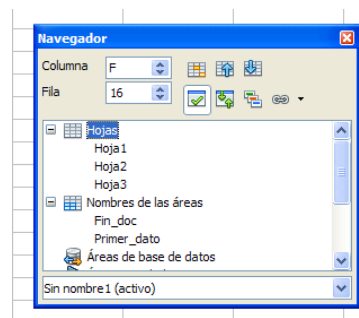 Navegador
Columna F
Fila 16
Hojas
Hoja1
Hoja2
Hoja3
Nombres de las áreas
Fin_doc
Primer_dato
Áreas de base de datos
Sin nombre1 (activo)